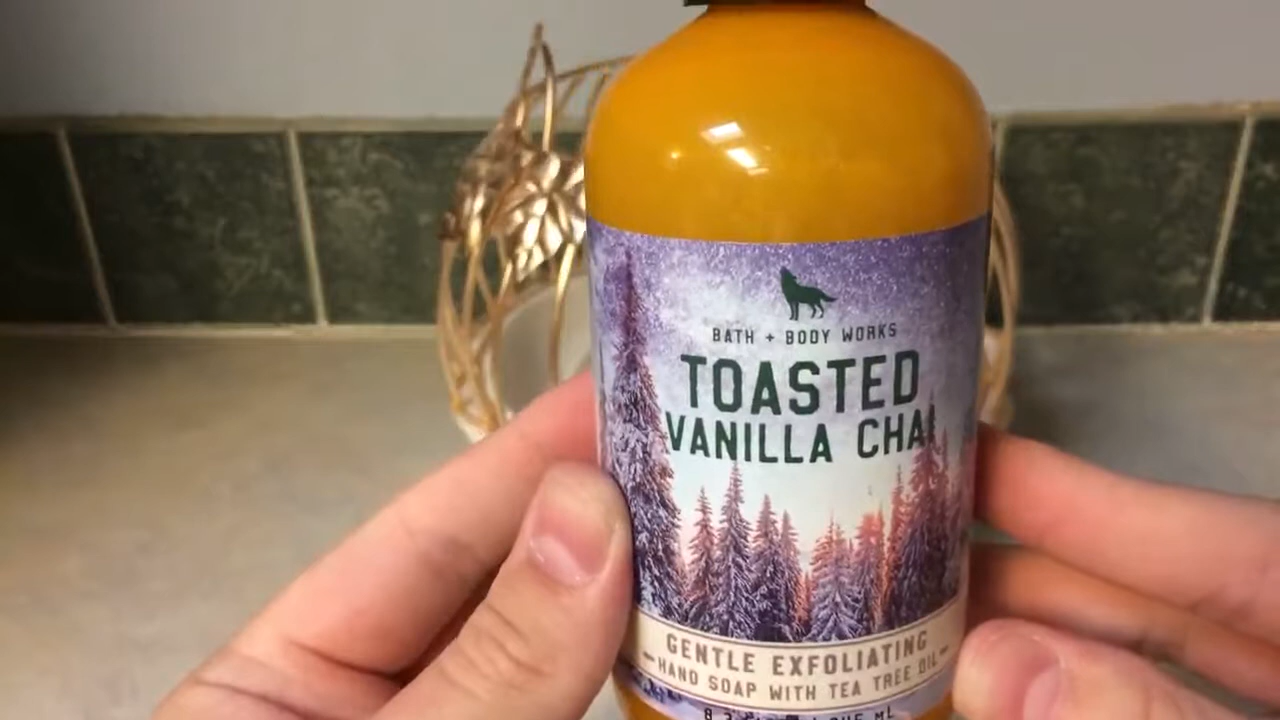 BATH + BODY WORKS
TOASTED
VANILLA CHAI
GENTLE EXFOLIATING
HAND SOAP WITH TEA TREE OIL